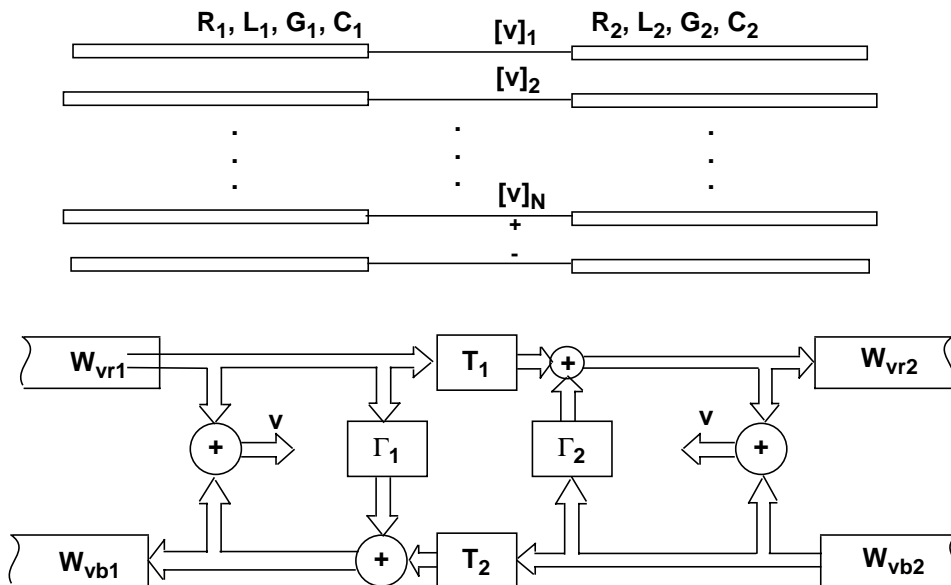 R₁, L₁, G₁, C₁ [v]₁ R₂, L₂, G₂, C₂
[v]₂
. . .
. . .
. . .
[v]N
+
-
Wvr1 T₁ + Wvr2
v v
+ Γ₁ Γ₂ +
Wvb1 + T₂ Wvb2